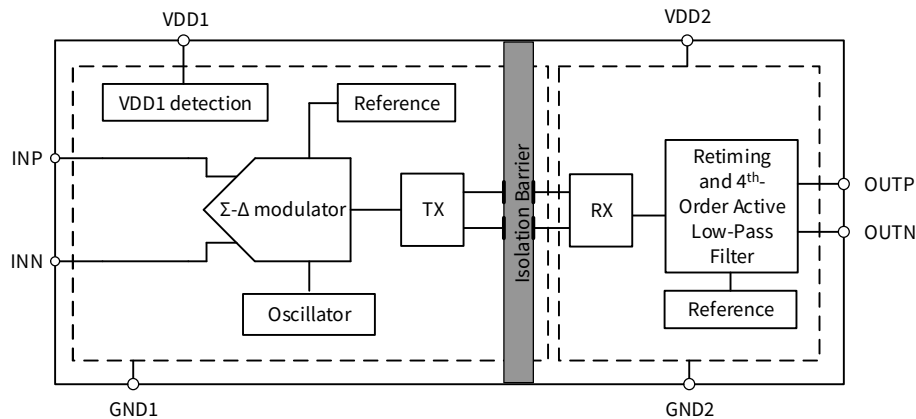 VDD1
VDD2
VDD1 detection
Reference
INP
Σ-Δ modulator
TX
Isolation Barrier
RX
Retiming
and 4th-
Order Active
Low-Pass
Filter
OUTP
OUTN
INN
Oscillator
Reference
GND1
GND2